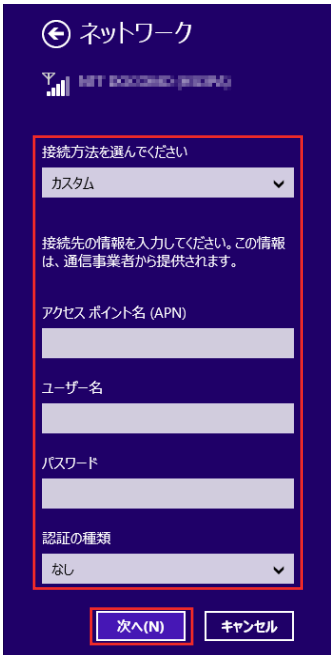 ネットワーク
接続方法を選んでください
カスタム
接続先の情報を入力してください。この情報
は、通信事業者から提供されます。
アクセス ポイント名 (APN)
ユーザー名
パスワード
認証の種類
なし
次へ(N)
キャンセル